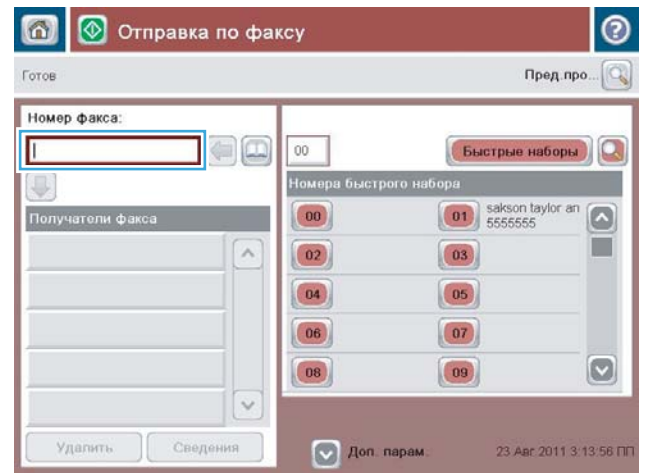 Отправка по факсу
Готов
Пред.про...
Номер факса:
00
Быстрые наборы
Номера быстрого набора
Получатели факса
00
01 sakson taylor an
5555555
02
03
04
05
06
07
08
09
Удалить
Сведения
Доп. парам.
23 Авг 2011 3:13:56 ПП